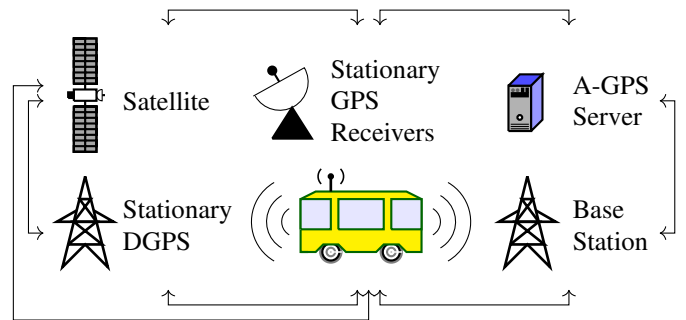 Satellite
Stationary
GPS
Receivers
A-GPS
Server
Stationary
DGPS
Base
Station